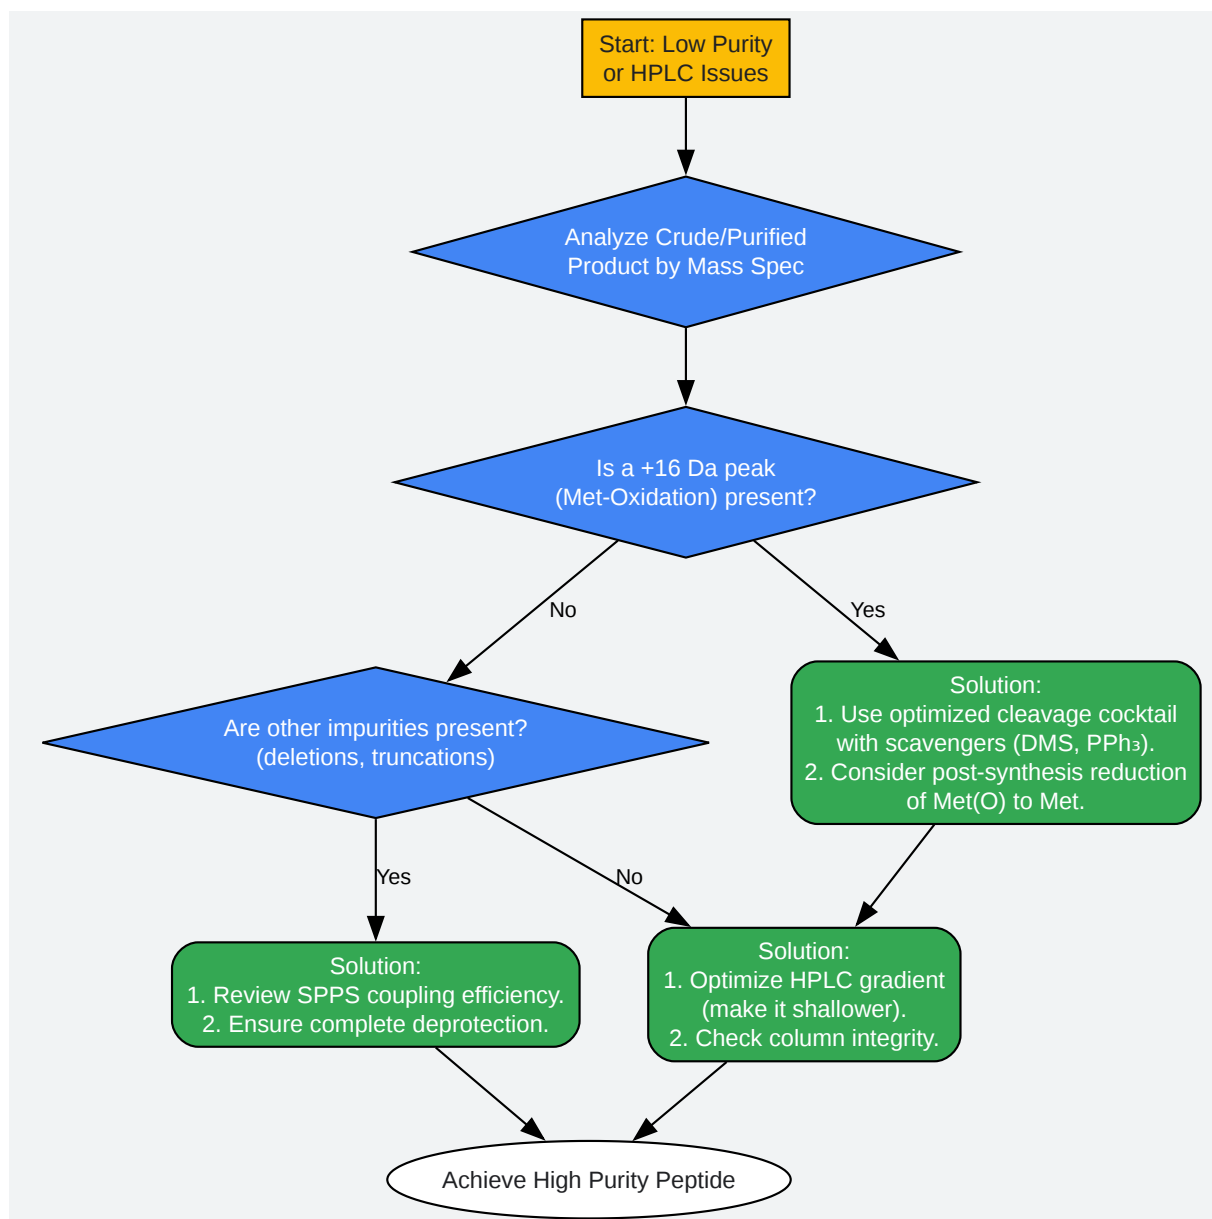 Start: Low Purity
or HPLC Issues
Analyze Crude/Purified
Product by Mass Spec
Is a +16 Da peak
(Met-Oxidation) present?
No
Yes
Are other impurities present?
(deletions, truncations)
Solution:
1. Use optimized cleavage cocktail
with scavengers (DMS, PPh₃).
2. Consider post-synthesis reduction
of Met(O) to Met.
Yes
No
Solution:
1. Review SPPS coupling efficiency.
2. Ensure complete deprotection.
Solution:
1. Optimize HPLC gradient
(make it shallower).
2. Check column integrity.
Achieve High Purity Peptide